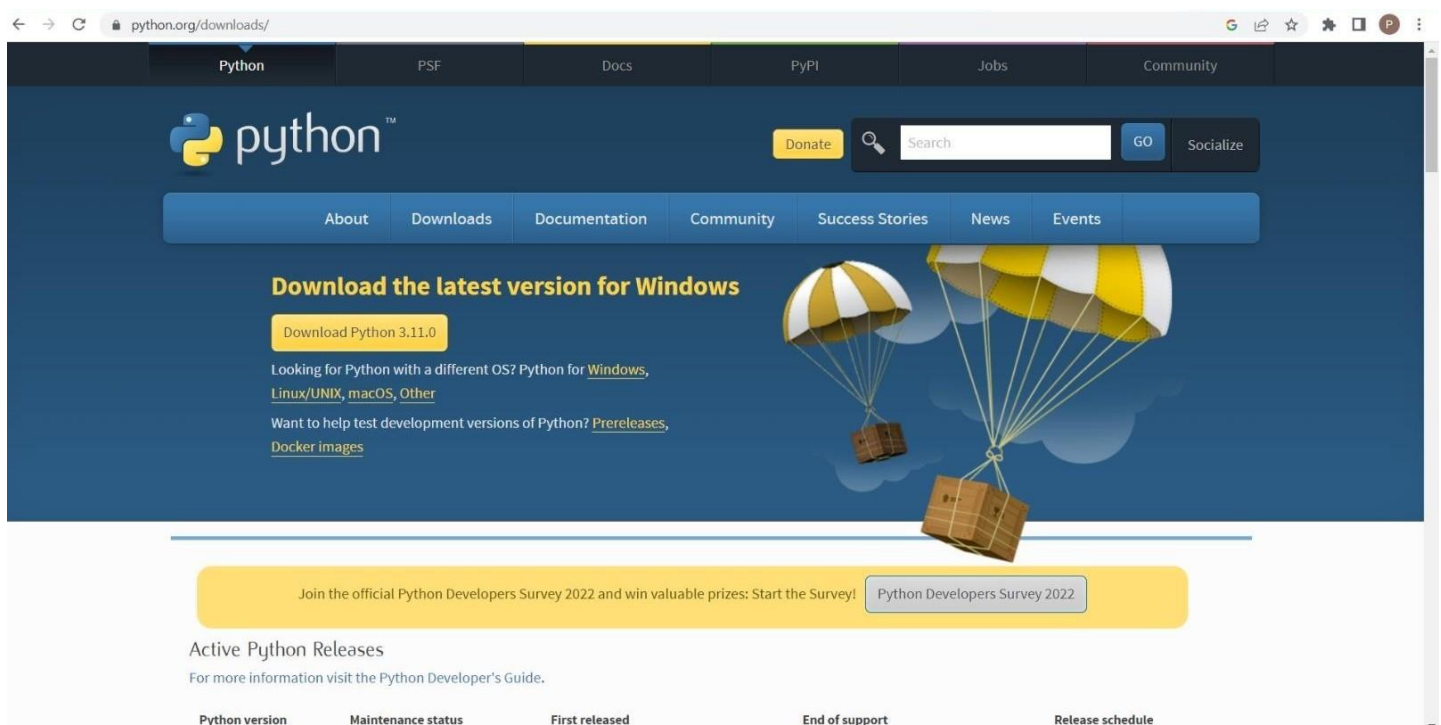 python.org/downloads/
G
P
Python PSF Docs PyPI Jobs Community
python™
Donate Search GO Socialize
About Downloads Documentation Community Success Stories News Events
Download the latest version for Windows
Download Python 3.11.0
Looking for Python with a different OS? Python for Windows,
Linux/UNIX, macOS, Other
Want to help test development versions of Python? Prereleases,
Docker images
Join the official Python Developers Survey 2022 and win valuable prizes: Start the Survey! Python Developers Survey 2022
Active Python Releases
For more information visit the Python Developer's Guide.
Python version Maintenance status First released End of support Release schedule